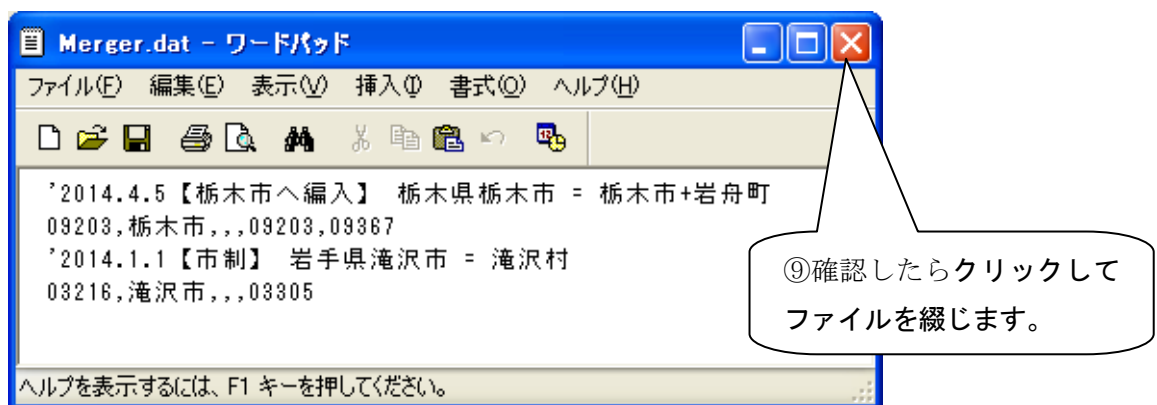 Merger.dat - ワードパッド
ファイル(F) 編集(E) 表示(V) 挿入(I) 書式(O) ヘルプ(H)
'2014.4.5【栃木市へ編入】 栃木県栃木市 = 栃木市+岩舟町
09203,栃木市,,,09203,09367
'2014.1.1【市制】 岩手県滝沢市 = 滝沢村
03216,滝沢市,,,03305
⑨確認したらクリックして
ファイルを綴じます。
ヘルプを表示するには、F1 キーを押してください。